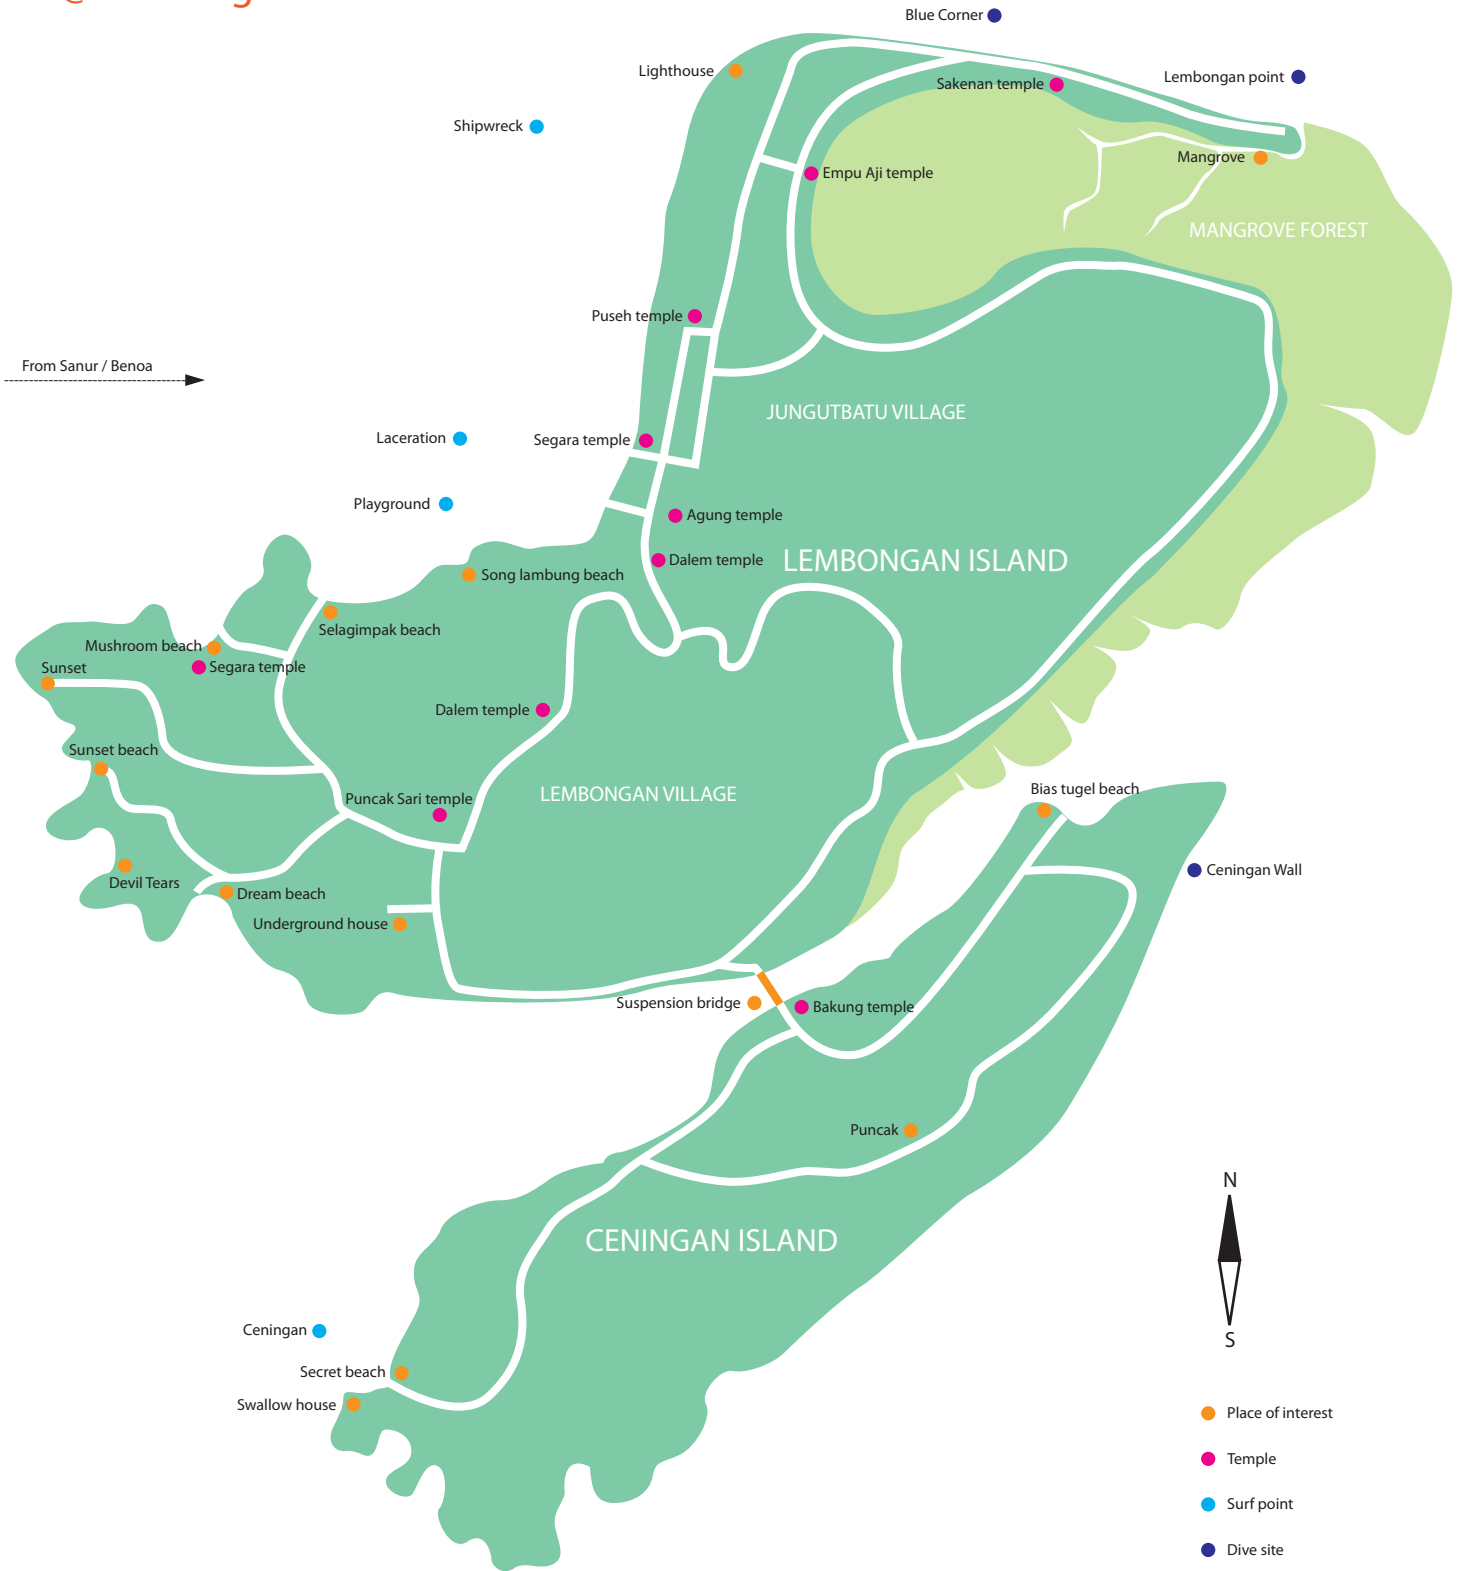 Blue Corner
Lighthouse
Lembongan point
Sakenan temple
Shipwreck
Mangrove
Empu Aji temple
MANGROVE FOREST
Puseh temple
From Sanur / Benoa
JUNGUTBATU VILLAGE
Laceration
Segara temple
Playground
Agung temple
Dalem temple
LEMBONGAN ISLAND
Song lambung beach
Selagimpak beach
Mushroom beach
Sunset
Segara temple
Dalem temple
Sunset beach
Puncak Sari temple
LEMBONGAN VILLAGE
Bias tugel beach
Ceningan Wall
Devil Tears
Dream beach
Underground house
Suspension bridge
Bakung temple
Puncak
N
CENINGAN ISLAND
Ceningan
S
Secret beach
Swallow house
Place of interest
Temple
Surf point
Dive site